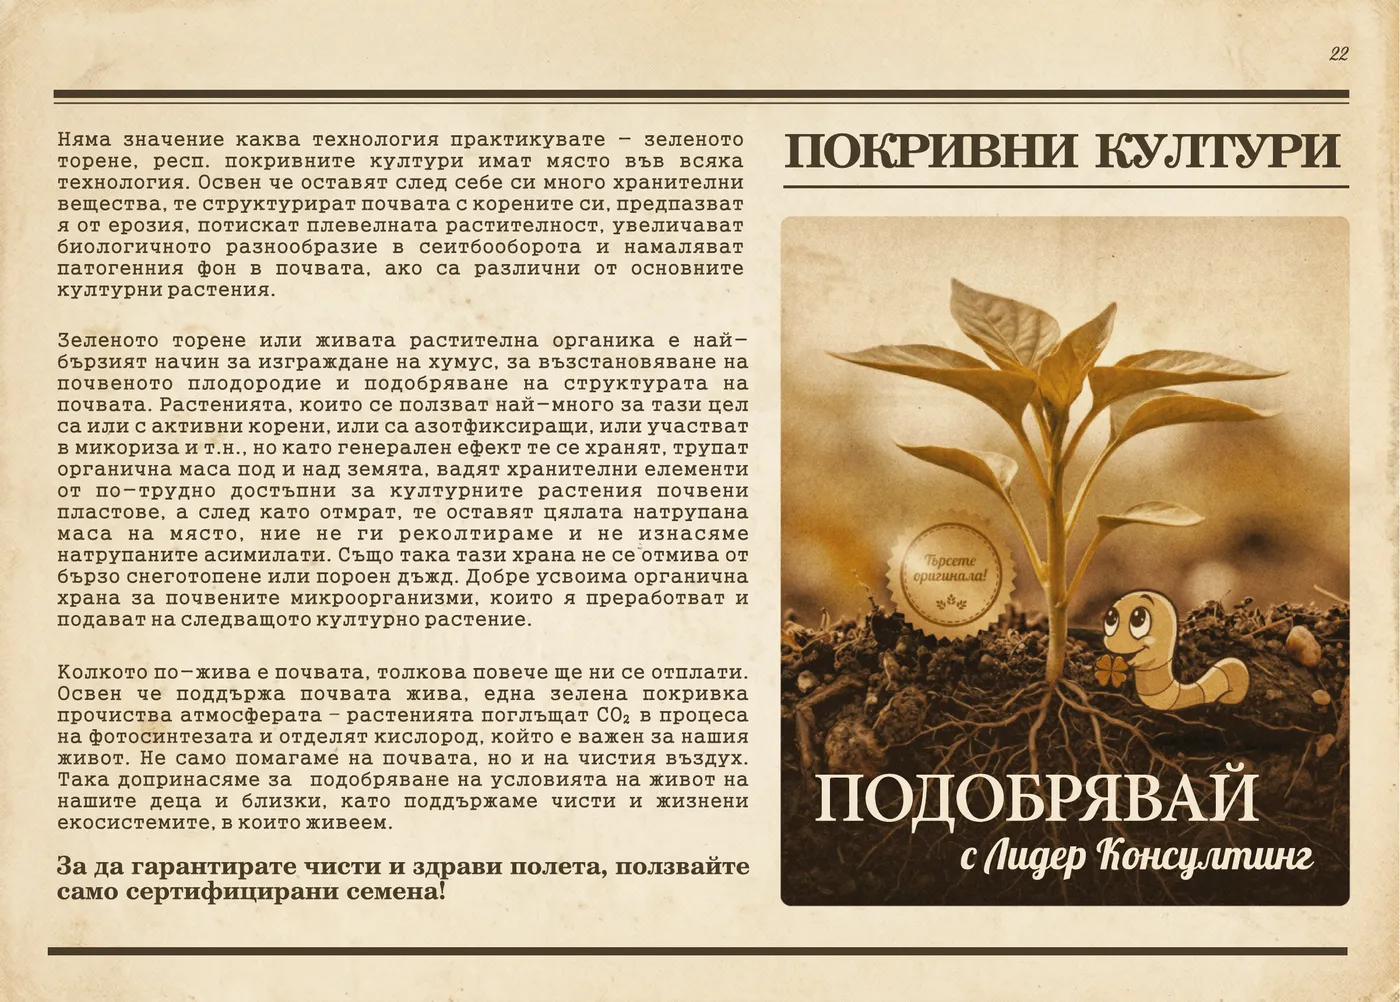 22
Няма значение каква технология практикувате – зеленото
торене, респ. покривните култури имат място във всяка
технология. Освен че оставят след себе си много хранителни
вещества, те структурират почвата с корените си, предпазват
я от ерозия, потискат плевелната растителност, увеличават
биологичното разнообразие в сеитбооборота и намаляват
патогенния фон в почвата, ако са различни от основните
културни растения.
Зеленото торене или живата растителна органика е най-
бързият начин за изграждане на хумус, за възстановяване на
почвеното плодородие и подобряване на структурата на
почвата. Растенията, които се ползват най-много за тази цел
са или с активни корени, или са азотфиксиращи, или участват
в микориза и т.н., но като генерален ефект те се хранят, трупат
органична маса под и над земята, вадят хранителни елементи
от по-трудно достъпни за културните растения почвени
пластове, а след като отмрат, те оставят цялата натрупана
маса на място, ние не ги реколтираме и не изнасяме
натрупаните асимилати. Също така тази храна не се отмива от
бързо снеготопене или пороен дъжд. Добре усвоима органична
храна за почвените микроорганизми, които я преработват и
подават на следващото културно растение.
Колкото по-жива е почвата, толкова повече ще ни се отплати.
Освен че поддържа почвата жива, една зелена покривка
прочиства атмосферата – растенията поглъщат CO₂ в процеса
на фотосинтезата и отделят кислород, който е важен за нашия
живот. Не само помагаме на почвата, но и на чистия въздух.
Така допринасяме за подобряване на условията на живот на
нашите деца и близки, като поддържаме чисти и жизнени
екосистемите, в които живеем.
За да гарантирате чисти и здрави полета, ползвайте
само сертифицирани семена!
ПОКРИВНИ КУЛТУРИ
Търсете
оригинала!
ПОДОБРЯВАЙ
с Лидер Консултинг